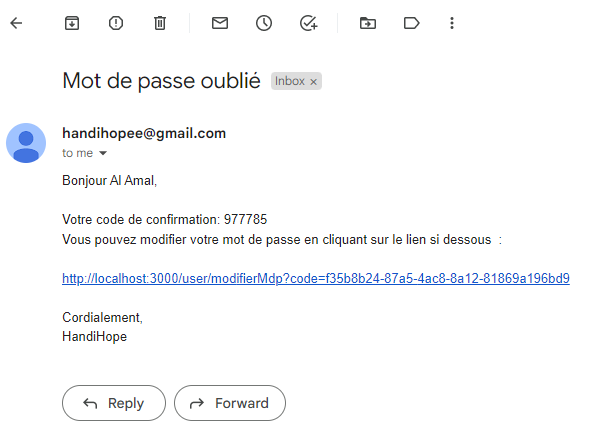 Mot de passe oublié Inbox ×
handihopee@gmail.com
to me
Bonjour Al Amal,
Votre code de confirmation: 977785
Vous pouvez modifier votre mot de passe en cliquant sur le lien si dessous :
http://localhost:3000/user/modifierMdp?code=f35b8b24-87a5-4ac8-8a12-81869a196bd9
Cordialement,
HandiHope
Reply Forward